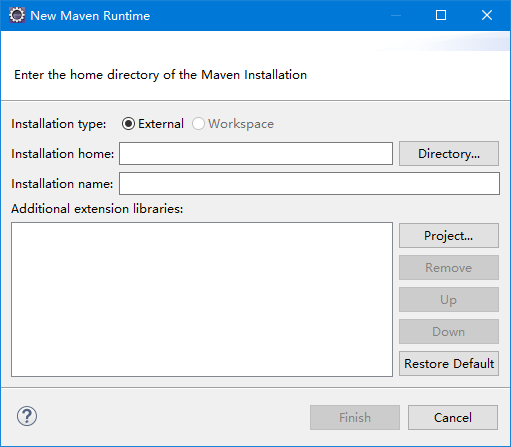 New Maven Runtime
Enter the home directory of the Maven Installation
Installation type: External Workspace
Installation home: Directory...
Installation name:
Additional extension libraries:
Project...
Remove
Up
Down
Restore Default
? Finish Cancel